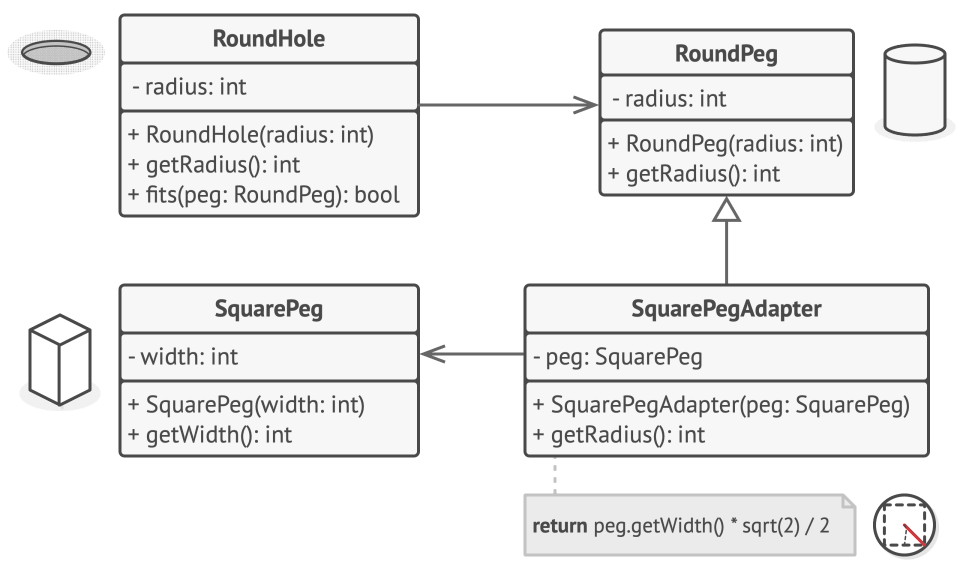 RoundHole
- radius: int
+ RoundHole(radius: int)
+ getRadius(): int
+ fits(peg: RoundPeg): bool
RoundPeg
- radius: int
+ RoundPeg(radius: int)
+ getRadius(): int
SquarePeg
- width: int
+ SquarePeg(width: int)
+ getWidth(): int
SquarePegAdapter
- peg: SquarePeg
+ SquarePegAdapter(peg: SquarePeg)
+ getRadius(): int
return peg.getWidth() * sqrt(2) / 2